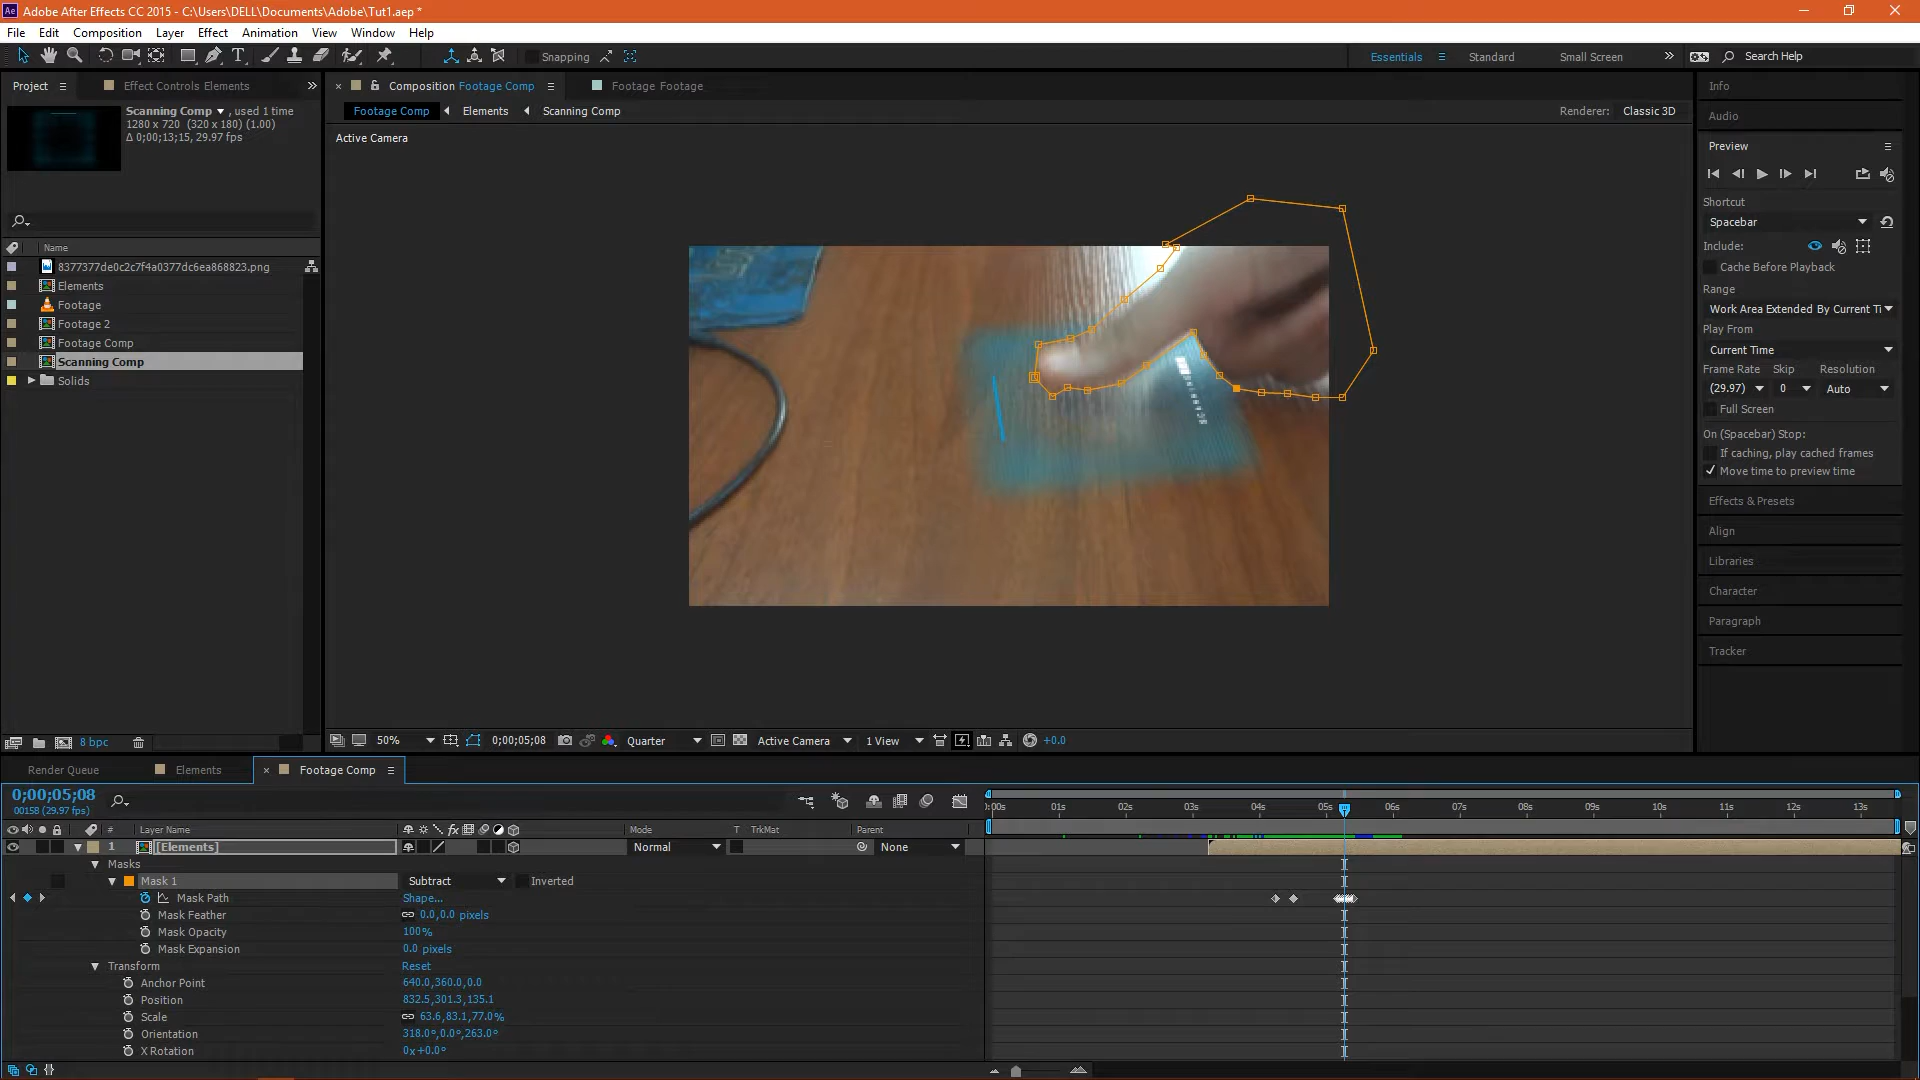 Adobe After Effects CC 2015 - C:\Users\DELL\Documents\Adobe\Tut1.aep *
File Edit Composition Layer Effect Animation View Window Help
Snapping Essentials Standard Small Screen Search Help
Project Effect Controls Elements
Scanning Comp , used 1 time
1280 x 720 (320 x 180) (1.00)
Δ 0;00;13;15, 29.97 fps
Name
8377377de0c2c7f4a0377dc6ea868823.png
Elements
Footage
Footage 2
Footage Comp
Scanning Comp
Solids
8 bpc
Composition Footage Comp Footage Footage
Footage Comp Elements Scanning Comp Renderer: Classic 3D
Active Camera
50% 0;00;05;08 Quarter Active Camera 1 View +0.0
Info
Audio
Preview
Shortcut
Spacebar
Include:
Cache Before Playback
Range
Work Area Extended By Current Ti
Play From
Current Time
Frame Rate Skip Resolution
(29.97) 0 Auto
Full Screen
On (Spacebar) Stop:
If caching, play cached frames
Move time to preview time
Effects & Presets
Align
Libraries
Character
Paragraph
Tracker
Render Queue Elements Footage Comp
0;00;05;08
00158 (29.97 fps)
:00s 01s 02s 03s 04s 05s 06s 07s 08s 09s 10s 11s 12s 13s
# Layer Name fx Mode T TrkMat Parent
1 [Elements] Normal None
Masks
Mask 1 Subtract Inverted
Mask Path Shape...
Mask Feather 0.0,0.0 pixels
Mask Opacity 100%
Mask Expansion 0.0 pixels
Transform Reset
Anchor Point 640.0,360.0,0.0
Position 832.5,301.3,135.1
Scale 63.6,83.1,77.0%
Orientation 318.0°,0.0°,263.0°
X Rotation 0x+0.0°